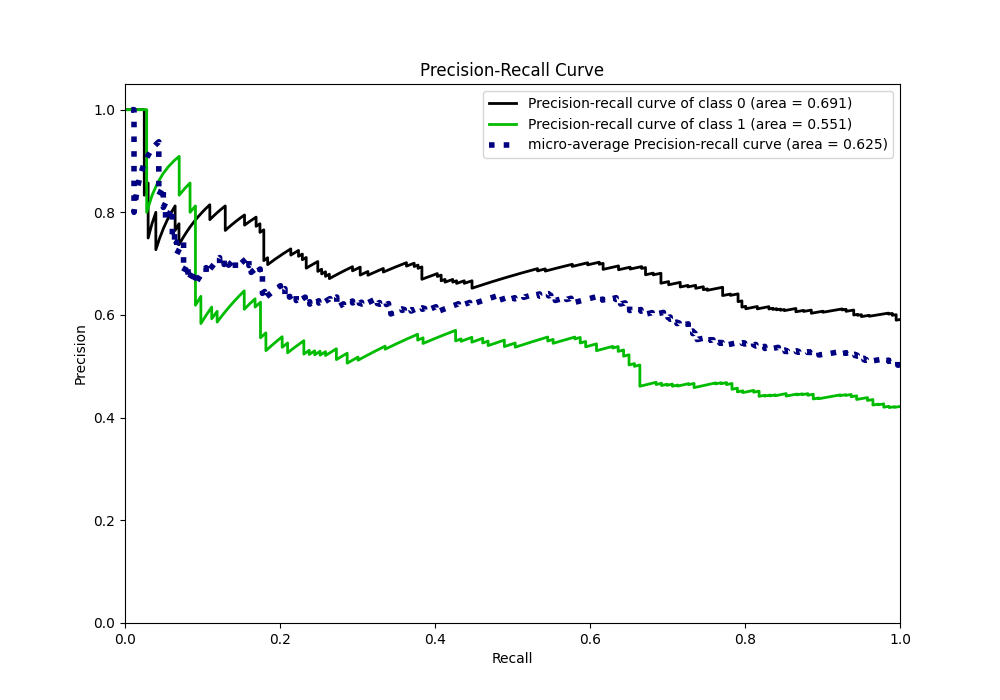 Precision-Recall Curve
Precision-recall curve of class 0 (area = 0.691)
Precision-recall curve of class 1 (area = 0.551)
micro-average Precision-recall curve (area = 0.625)
Precision
1.0
0.8
0.6
0.4
0.2
0.0
0.0 0.2 0.4 0.6 0.8 1.0
Recall